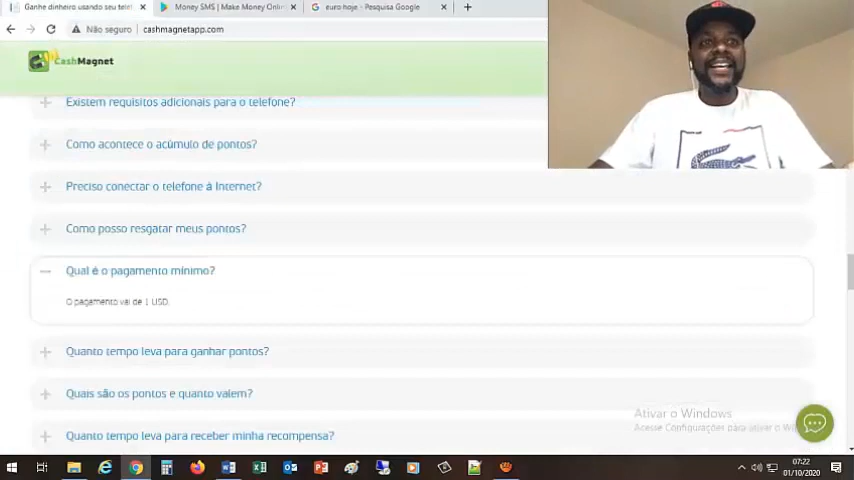 Ganhe dinheiro usando seu telef
Money SMS | Make Money Onlin
euro hoje - Pesquisa Google
Não seguro
cashmagnetapp.com
CashMagnet
Existem requisitos adicionais para o telefone?
Como acontece o acúmulo de pontos?
Preciso conectar o telefone á Internet?
Como posso resgatar meus pontos?
Qual é o pagamento mínimo?
O pagamento vai de 1 USD.
Quanto tempo leva para ganhar pontos?
Quais são os pontos e quanto valem?
Quanto tempo leva para receber minha recompensa?
Ativar o Windows
Acesse Configurações para ativar o Wi
07:22
01/10/2020